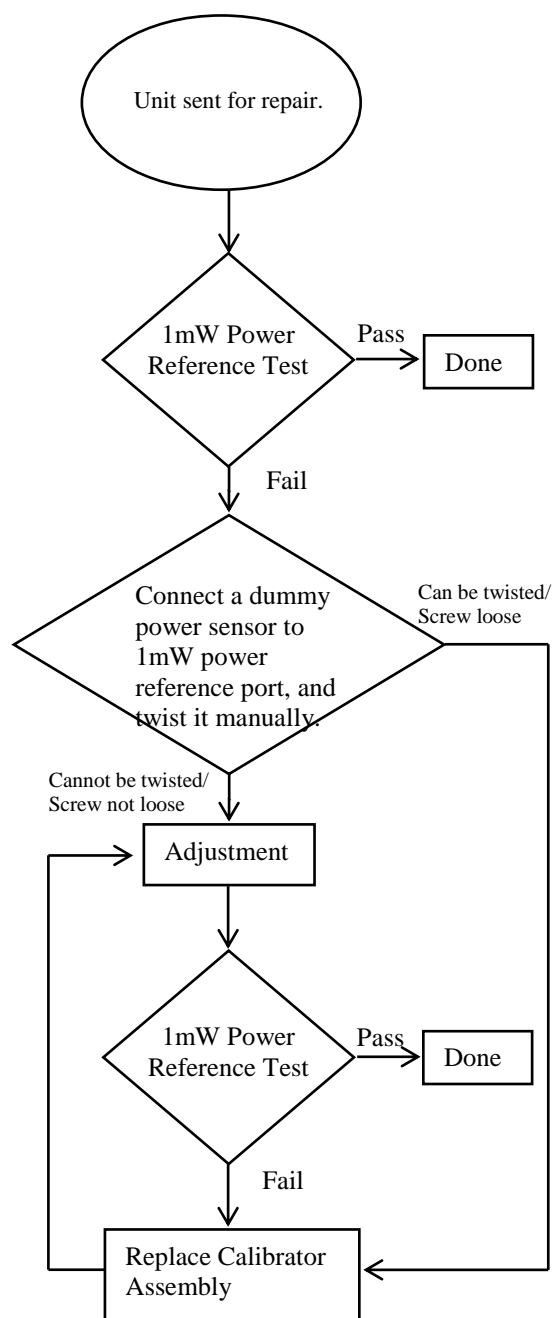 Unit sent for repair.
1mW Power
Reference Test
Pass
Done
Fail
Connect a dummy
power sensor to
1mW power
reference port, and
twist it manually.
Can be twisted/
Screw loose
Cannot be twisted/
Screw not loose
Adjustment
1mW Power
Reference Test
Pass
Done
Fail
Replace Calibrator
Assembly